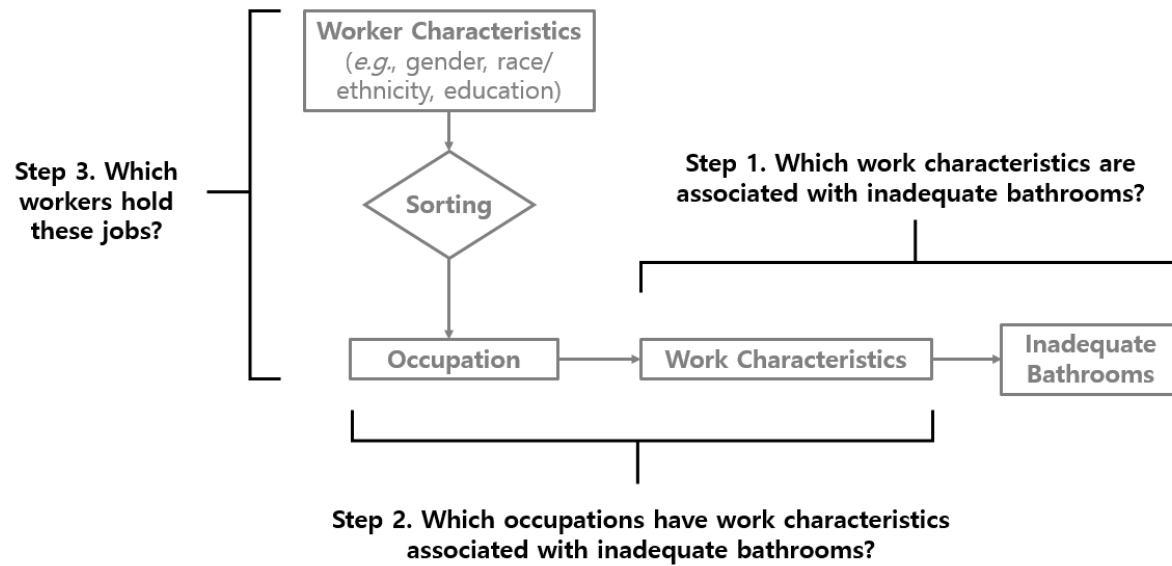 Worker Characteristics
(e.g., gender, race/
ethnicity, education)
Step 3. Which
workers hold
these jobs?
Sorting
Step 1. Which work characteristics are
associated with inadequate bathrooms?
Occupation
Work Characteristics
Inadequate
Bathrooms
Step 2. Which occupations have work characteristics
associated with inadequate bathrooms?